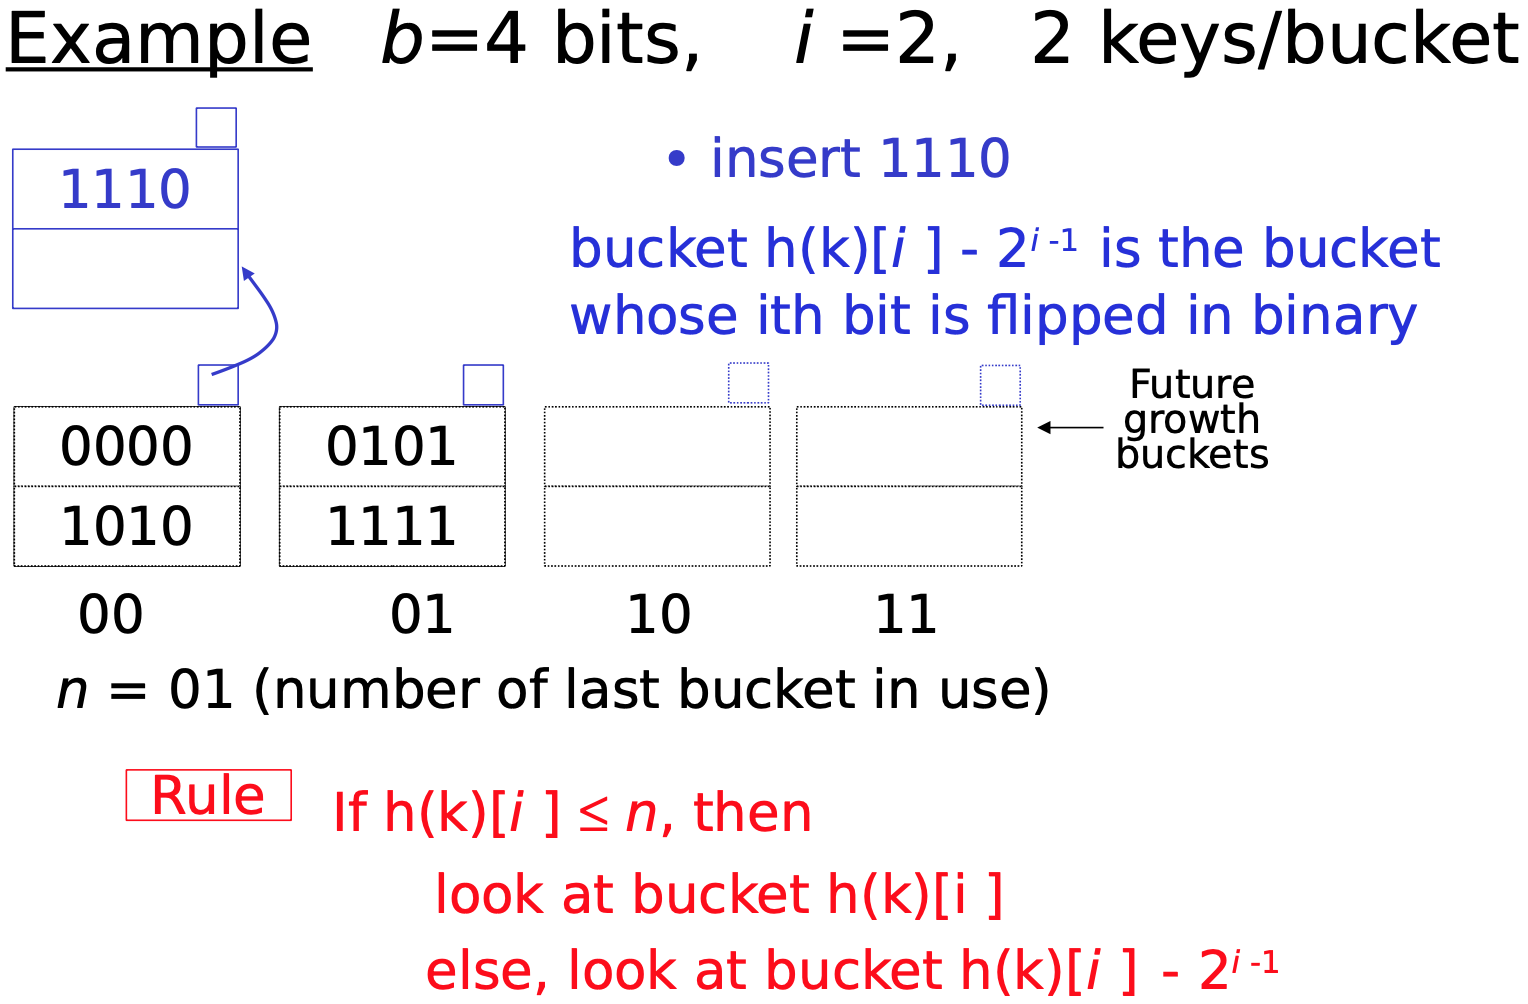 Example b=4 bits, i =2, 2 keys/bucket
1110
• insert 1110
bucket h(k)[i ] - 2^{i -1} is the bucket
whose ith bit is flipped in binary
Future
growth
buckets
0000 0101
1010 1111
00 01 10 11
n = 01 (number of last bucket in use)
Rule
If h(k)[i ] ≤ n, then
look at bucket h(k)[i ]
else, look at bucket h(k)[i ] - 2^{i -1}